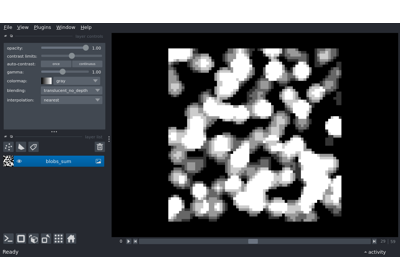 File View Plugins Window Help
opacity: 1.00
contrast limits:
auto-contrast: once continuous
gamma: 1.00
colormap: gray
blending: translucent_no_depth
interpolation: nearest
blobs_sum
Ready
activity